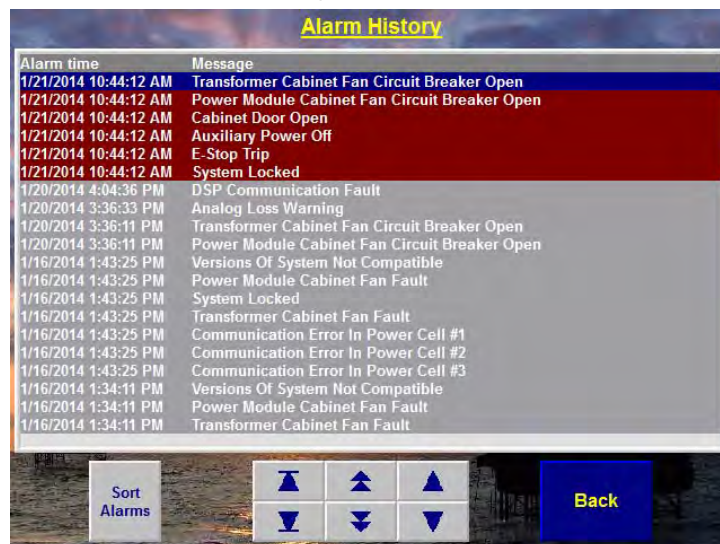 Alarm History
Alarm time Message
1/21/2014 10:44:12 AM Transformer Cabinet Fan Circuit Breaker Open
1/21/2014 10:44:12 AM Power Module Cabinet Fan Circuit Breaker Open
1/21/2014 10:44:12 AM Cabinet Door Open
1/21/2014 10:44:12 AM Auxiliary Power Off
1/21/2014 10:44:12 AM E-Stop Trip
1/21/2014 10:44:12 AM System Locked
1/20/2014 4:04:36 PM DSP Communication Fault
1/20/2014 3:36:33 PM Analog Loss Warning
1/20/2014 3:36:11 PM Transformer Cabinet Fan Circuit Breaker Open
1/20/2014 3:36:11 PM Power Module Cabinet Fan Circuit Breaker Open
1/16/2014 1:43:25 PM Versions Of System Not Compatible
1/16/2014 1:43:25 PM Power Module Cabinet Fan Fault
1/16/2014 1:43:25 PM System Locked
1/16/2014 1:43:25 PM Transformer Cabinet Fan Fault
1/16/2014 1:43:25 PM Communication Error In Power Cell #1
1/16/2014 1:43:25 PM Communication Error In Power Cell #2
1/16/2014 1:43:25 PM Communication Error In Power Cell #3
1/16/2014 1:34:11 PM Versions Of System Not Compatible
1/16/2014 1:34:11 PM Power Module Cabinet Fan Fault
1/16/2014 1:34:11 PM Transformer Cabinet Fan Fault
Sort
Alarms
Back